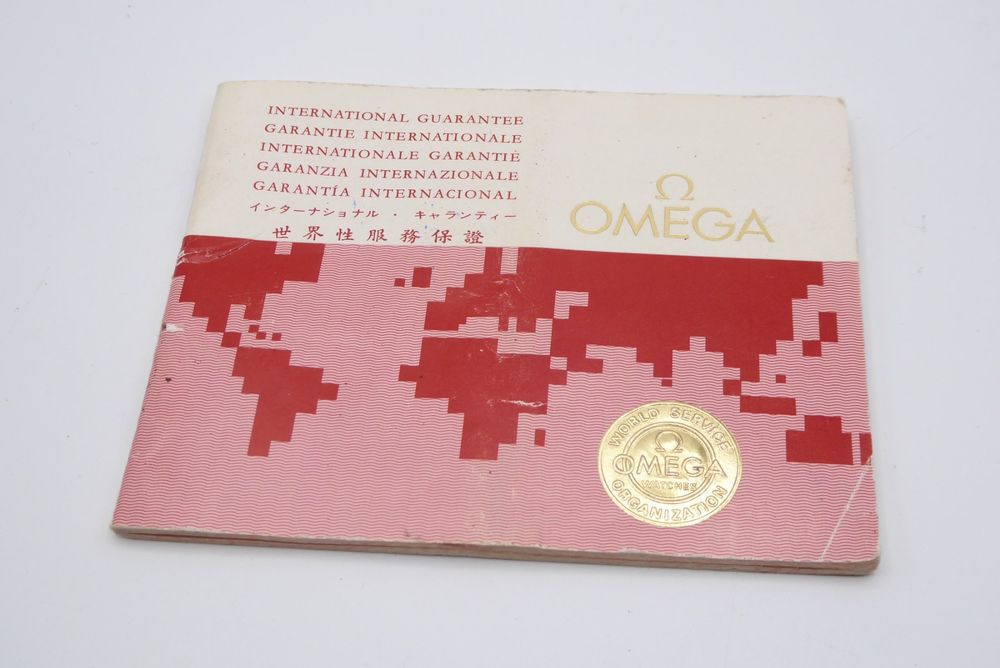 INTERNATIONAL GUARANTEE
GARANTIE INTERNATIONALE
INTERNATIONALE GARANTIE
GARANZIA INTERNAZIONALE
GARANTÍA INTERNACIONAL
インターナショナル・キャランティー
世界性服務保證
Ω
OMEGA
WORLD SERVICE
Ω
OMEGA
WATCHES
ORGANIZATION